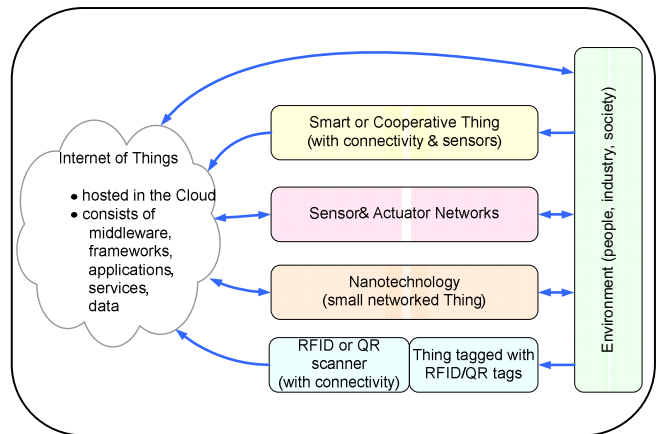 Internet of Things
● hosted in the Cloud
● consists of
middleware,
frameworks,
applications,
services,
data
Smart or Cooperative Thing
(with connectivity & sensors)
Sensor& Actuator Networks
Nanotechnology
(small networked Thing)
RFID or QR
scanner
(with connectivity)
Thing tagged with
RFID/QR tags
Environment (people, industry, society)